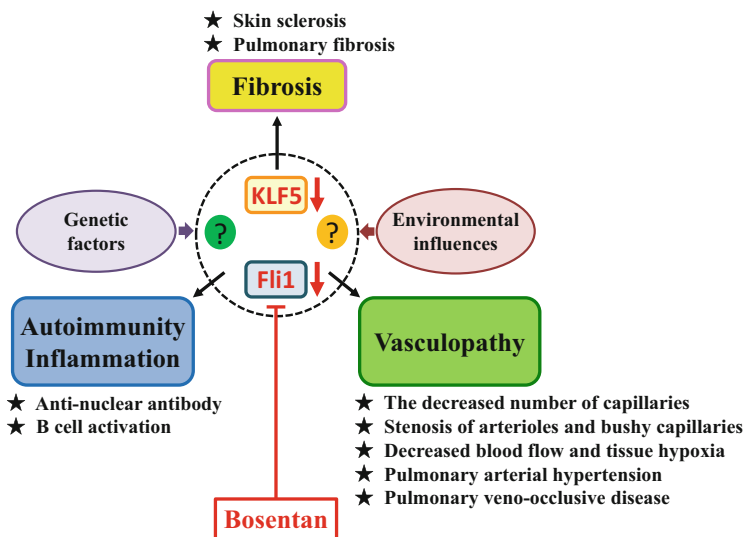 ★ Skin sclerosis
★ Pulmonary fibrosis
Fibrosis
KLF5
Genetic
factors
?
?
Environmental
influences
Fli1
Autoimmunity
Inflammation
Vasculopathy
★ Anti-nuclear antibody
★ B cell activation
★ The decreased number of capillaries
★ Stenosis of arterioles and bushy capillaries
★ Decreased blood flow and tissue hypoxia
★ Pulmonary arterial hypertension
★ Pulmonary veno-occlusive disease
Bosentan